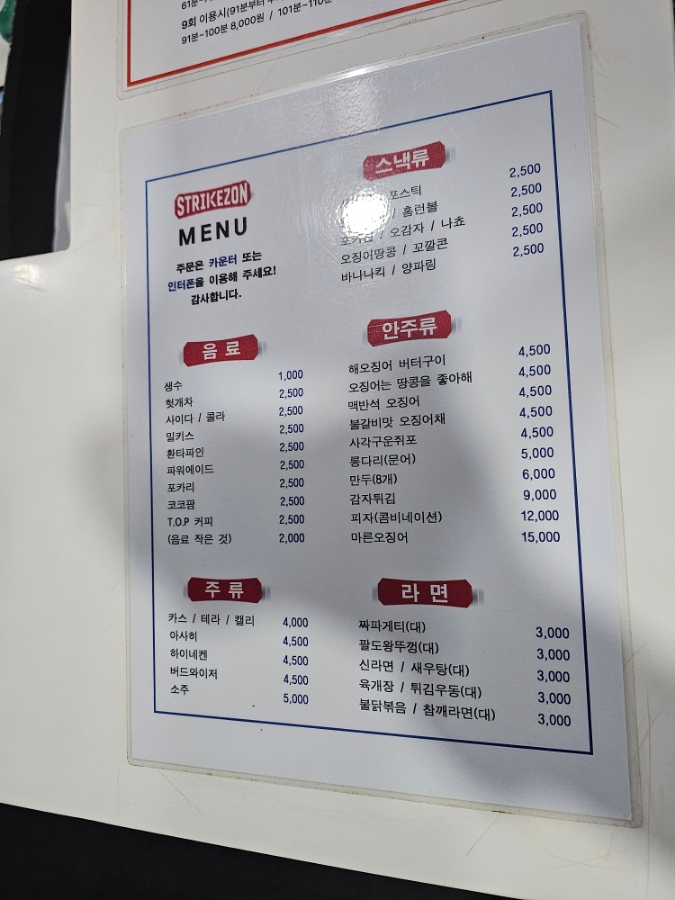 9회 이용시(91분부터
91분~100분 8,000원 / 101분~110분
STRIKEZON
MENU
주문은 카운터 또는
인터폰을 이용해 주세요!
감사합니다.
스낵류
포스틱 2,500
/ 홈런볼 2,500
/ 오감자 / 나쵸 2,500
오징어땅콩 / 꼬깔콘 2,500
바나나킥 / 양파링 2,500
음료
생수 1,000
헛개차 2,500
사이다 / 콜라 2,500
밀키스 2,500
환타파인 2,500
파워에이드 2,500
포카리 2,500
코코팜 2,500
T.O.P 커피 2,500
(음료 작은 것) 2,000
안주류
해오징어 버터구이 4,500
오징어는 땅콩을 좋아해 4,500
맥반석 오징어 4,500
불갈비맛 오징어채 4,500
사각구운쥐포 4,500
롱다리(문어) 5,000
만두(8개) 6,000
감자튀김 9,000
피자(콤비네이션) 12,000
마른오징어 15,000
주류
카스 / 테라 / 캘리 4,000
아사히 4,500
하이네켄 4,500
버드와이저 4,500
소주 5,000
라면
짜파게티(대) 3,000
팔도왕뚜껑(대) 3,000
신라면 / 새우탕(대) 3,000
육개장 / 튀김우동(대) 3,000
불닭볶음 / 참깨라면(대) 3,000